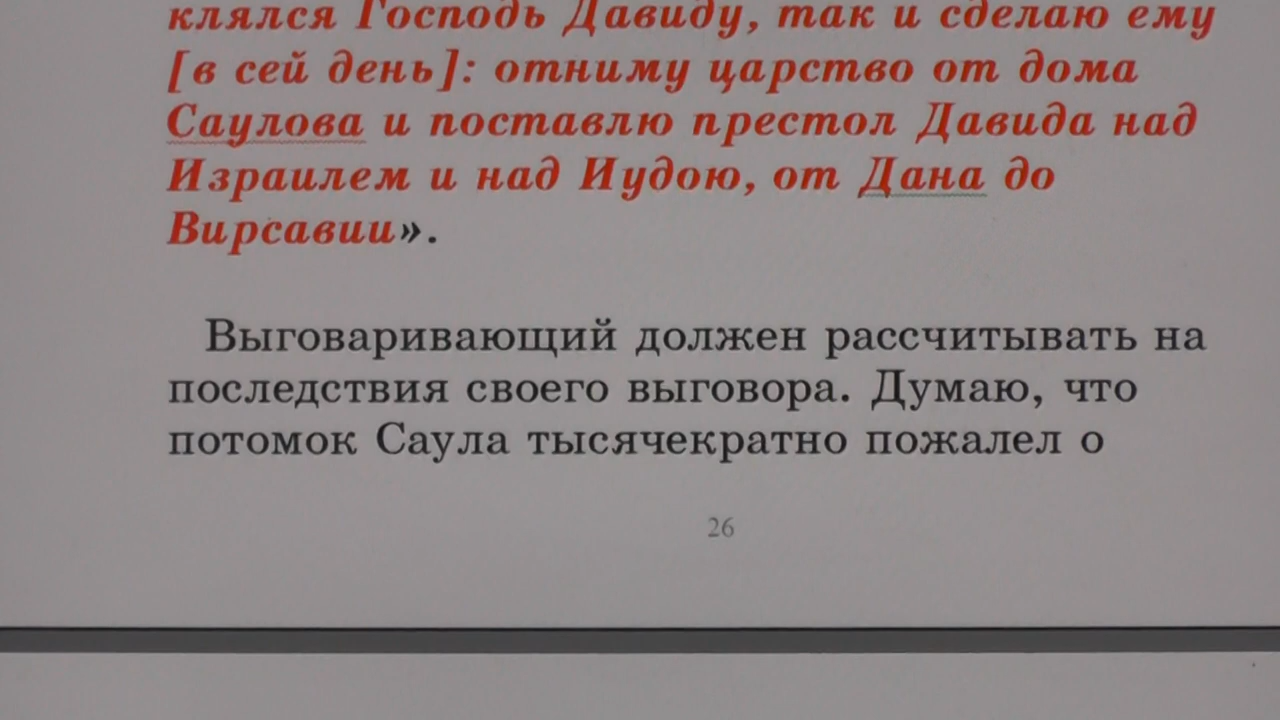 клялся Господь Давиду, так и сделаю ему
[в сей день]: отниму царство от дома
Саулова и поставлю престол Давида над
Израилем и над Иудою, от Дана до
Вирсавии».
Выговаривающий должен рассчитывать на
последствия своего выговора. Думаю, что
потомок Саула тысячекратно пожалел о
26